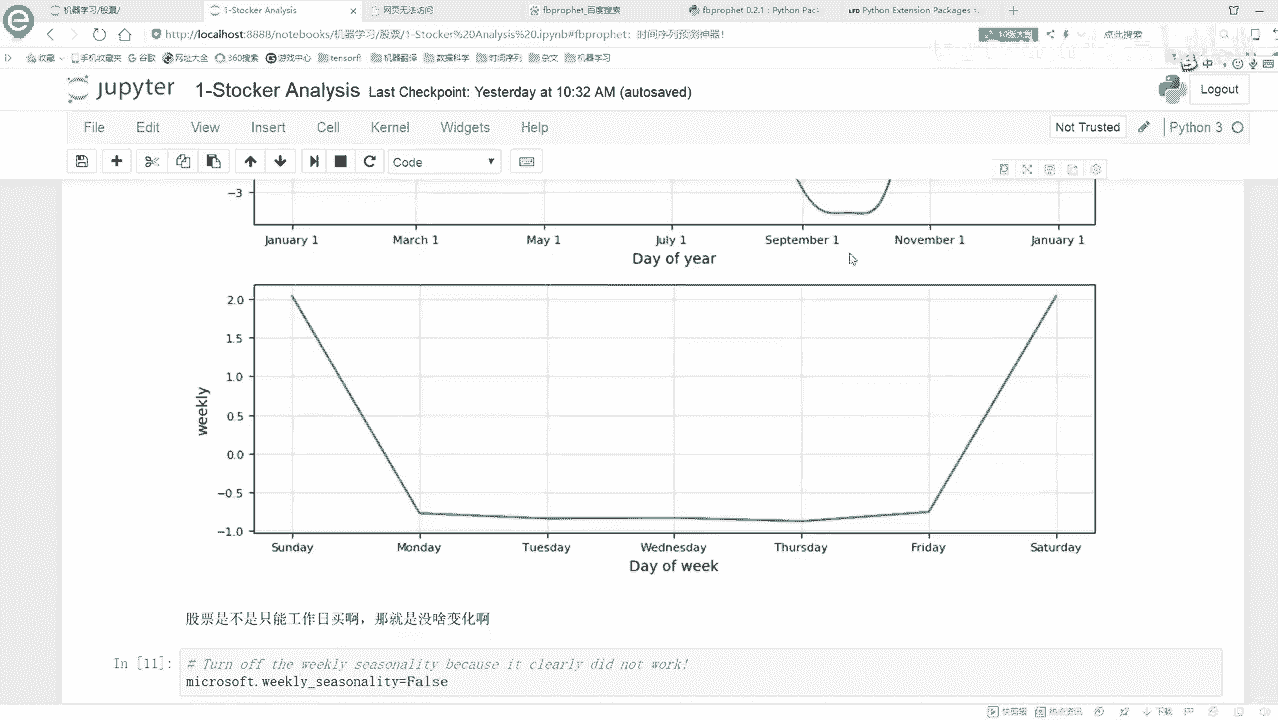 机器学习/股票/
1-Stocker Analysis
网页无法访问
fbprophet_百度搜索
fbprophet 0.2.1 : Python Pac
LFD Python Extension Packages
http://localhost:8888/notebooks/机器学习/股票/1-Stocker%20Analysis%20.ipynb#fbprophet: 时间序列预测神器!
点此搜索
收藏 手机收藏夹 谷歌 网址大全 360搜索 游戏中心 tensorfl 机器翻译 数据科学 时间序列 杂文 机器学习
jupyter 1-Stocker Analysis Last Checkpoint: Yesterday at 10:32 AM (autosaved)
Logout
File Edit View Insert Cell Kernel Widgets Help
Not Trusted
Python 3
Code
−3
January 1 March 1 May 1 July 1 September 1 November 1 January 1
Day of year
2.0
1.5
1.0
0.5
0.0
−0.5
−1.0
weekly
Sunday Monday Tuesday Wednesday Thursday Friday Saturday
Day of week
股票是不是只能工作日买啊，那就是没啥变化啊
In [11]:
# Turn off the weekly seasonality because it clearly did not work!
microsoft.weekly_seasonality=False
下载